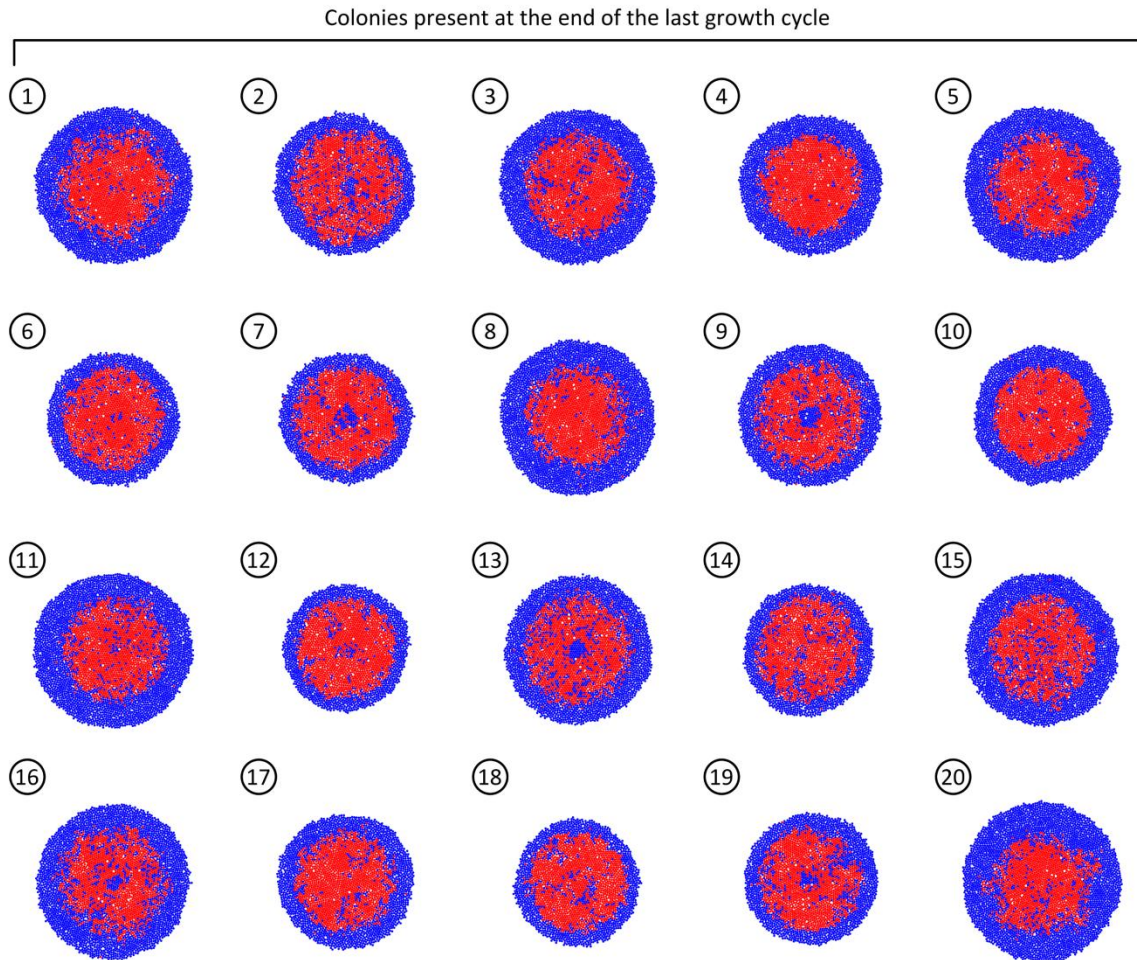 Colonies present at the end of the last growth cycle
1 2 3 4 5
6 7 8 9 10
11 12 13 14 15
16 17 18 19 20